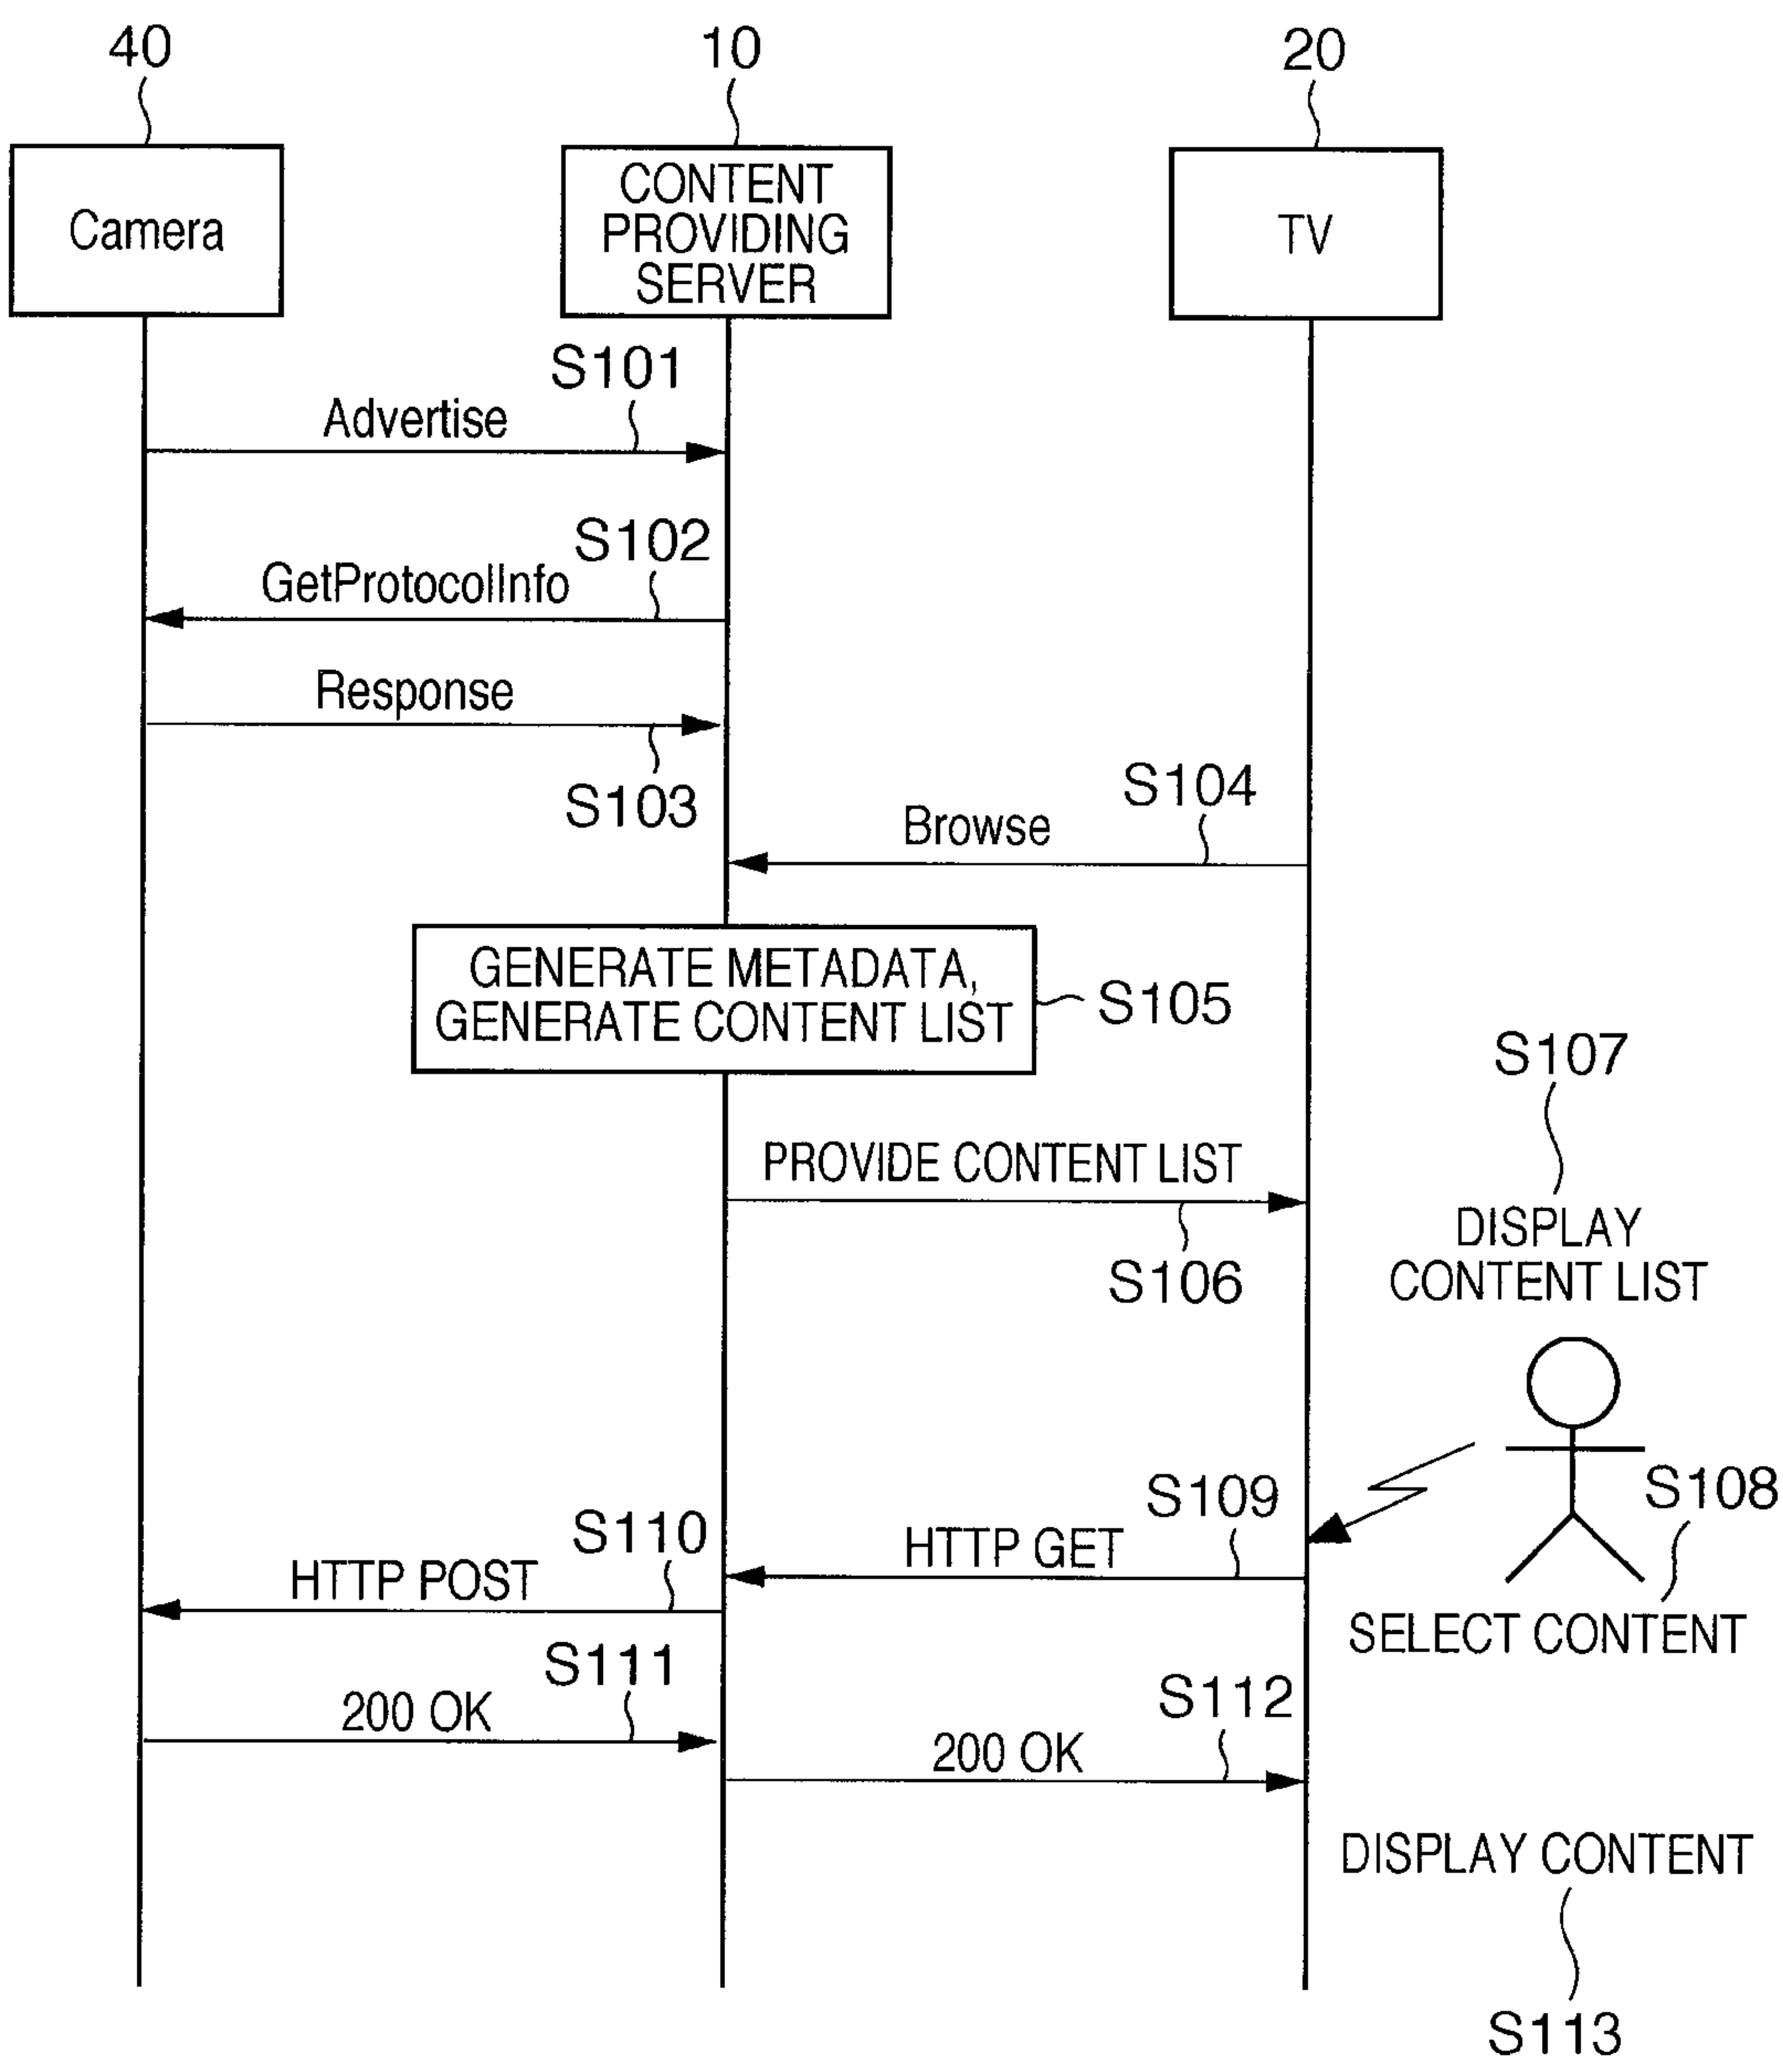 40
10
20
Camera
CONTENT
PROVIDING
SERVER
TV
S101
Advertise
S102
GetProtocolInfo
Response
S103
S104
Browse
GENERATE METADATA,
GENERATE CONTENT LIST
S105
S107
PROVIDE CONTENT LIST
S106
DISPLAY
CONTENT LIST
S108
S109
HTTP GET
S110
HTTP POST
SELECT CONTENT
S111
200 OK
S112
200 OK
DISPLAY CONTENT
S113